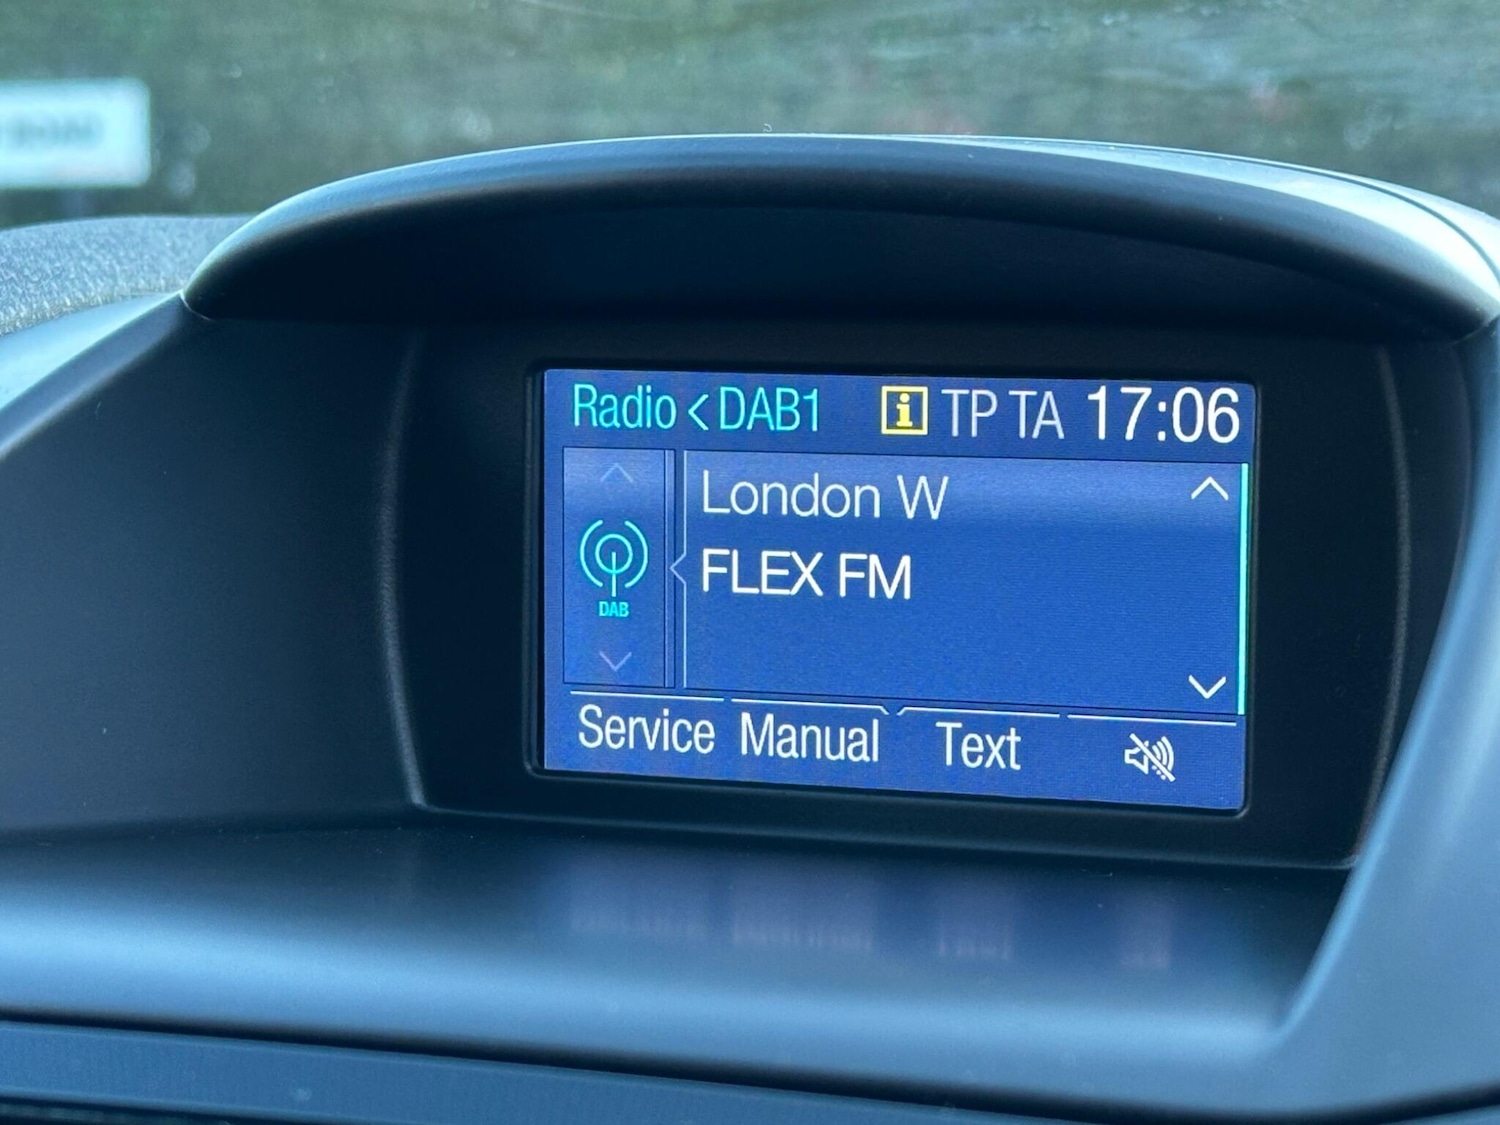 Radio < DAB1 i TP TA 17:06
London W
FLEX FM
DAB
Service Manual Text